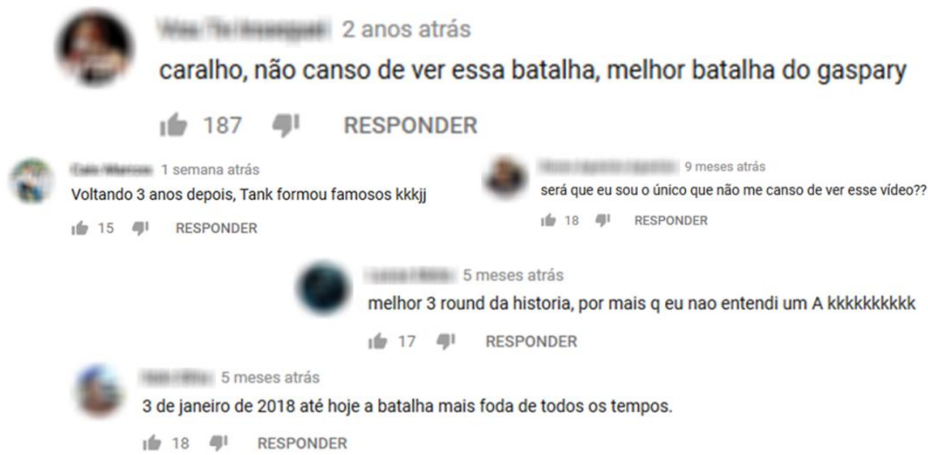 2 anos atrás
caralho, não canso de ver essa batalha, melhor batalha do gaspary
187 RESPONDER
1 semana atrás
Voltando 3 anos depois, Tank formou famosos kkkjj
15 RESPONDER
9 meses atrás
será que eu sou o único que não me canso de ver esse vídeo??
18 RESPONDER
5 meses atrás
melhor 3 round da historia, por mais q eu nao entendi um A kkkkkkkkkk
17 RESPONDER
5 meses atrás
3 de janeiro de 2018 até hoje a batalha mais foda de todos os tempos.
18 RESPONDER